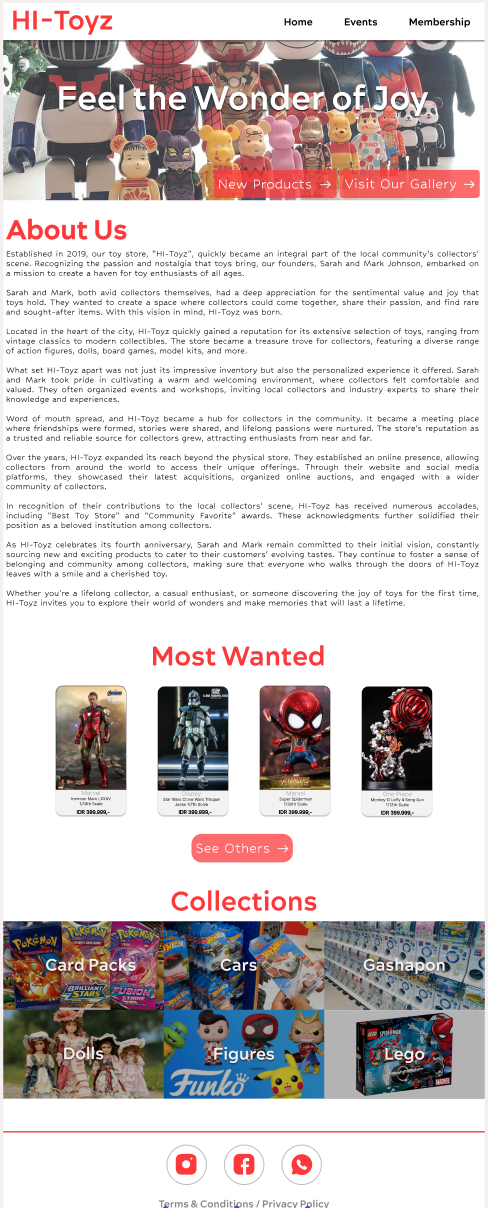 HI-Toyz
Home Events Membership
Feel the Wonder of Joy
New Products →
Visit Our Gallery →
About Us
Established in 2019, our toy store, "HI-Toyz", quickly became an integral part of the local community's collectors'
scene. Recognizing the passion and nostalgia that toys bring, our founders, Sarah and Mark Johnson, embarked on
a mission to create a haven for toy enthusiasts of all ages.
Sarah and Mark, both avid collectors themselves, had a deep appreciation for the sentimental value and joy that
toys hold. They wanted to create a space where collectors could come together, share their passion, and find rare
and sought-after items. With this vision in mind, HI-Toyz was born.
Located in the heart of the city, HI-Toyz quickly gained a reputation for its extensive selection of toys, ranging from
vintage classics to modern collectibles. The store became a treasure trove for collectors, featuring a diverse range
of action figures, dolls, board games, model kits, and more.
What set HI-Toyz apart was not just its impressive inventory but also the personalized experience it offered. Sarah
and Mark took pride in cultivating a warm and welcoming environment, where collectors felt comfortable and
valued. They often organized events and workshops, inviting local collectors and industry experts to share their
knowledge and experiences.
Word of mouth spread, and HI-Toyz became a hub for collectors in the community. It became a meeting place
where friendships were formed, stories were shared, and lifelong passions were nurtured. The store's reputation as
a trusted and reliable source for collectors grew, attracting enthusiasts from near and far.
Over the years, HI-Toyz expanded its reach beyond the physical store. They established an online presence, allowing
collectors from around the world to access their unique offerings. Through their website and social media
platforms, they showcased their latest acquisitions, organized online auctions, and engaged with a wider
community of collectors.
In recognition of their contributions to the local collectors' scene, HI-Toyz has received numerous accolades,
including "Best Toy Store" and "Community Favorite" awards. These acknowledgments further solidified their
position as a beloved institution among collectors.
As HI-Toyz celebrates its fourth anniversary, Sarah and Mark remain committed to their initial vision, constantly
sourcing new and exciting products to cater to their customers' evolving tastes. They continue to foster a sense of
belonging and community among collectors, making sure that everyone who walks through the doors of HI-Toyz
leaves with a smile and a cherished toy.
Whether you're a lifelong collector, a casual enthusiast, or someone discovering the joy of toys for the first time,
HI-Toyz invites you to explore their world of wonders and make memories that will last a lifetime.
Most Wanted
Marvel
1/10th Scale
IDR 399.999,-
Disney
Star Wars Clone Wars Trooper
IDR 399.999,-
Marvel
Super Spiderman
IDR 399.999,-
One Piece
Monkey D Luffy 4
IDR 399.999,-
See Others →
Collections
POKÉMON
Pokémon
Pokémon
BRILLIANT STARS
FUSION STRIKE
Card Packs
Cars
Gashapon
Dolls
Figures
Funko
LEGO
SPIDER-MAN
MARVEL
Lego
Terms & Conditions / Privacy Policy